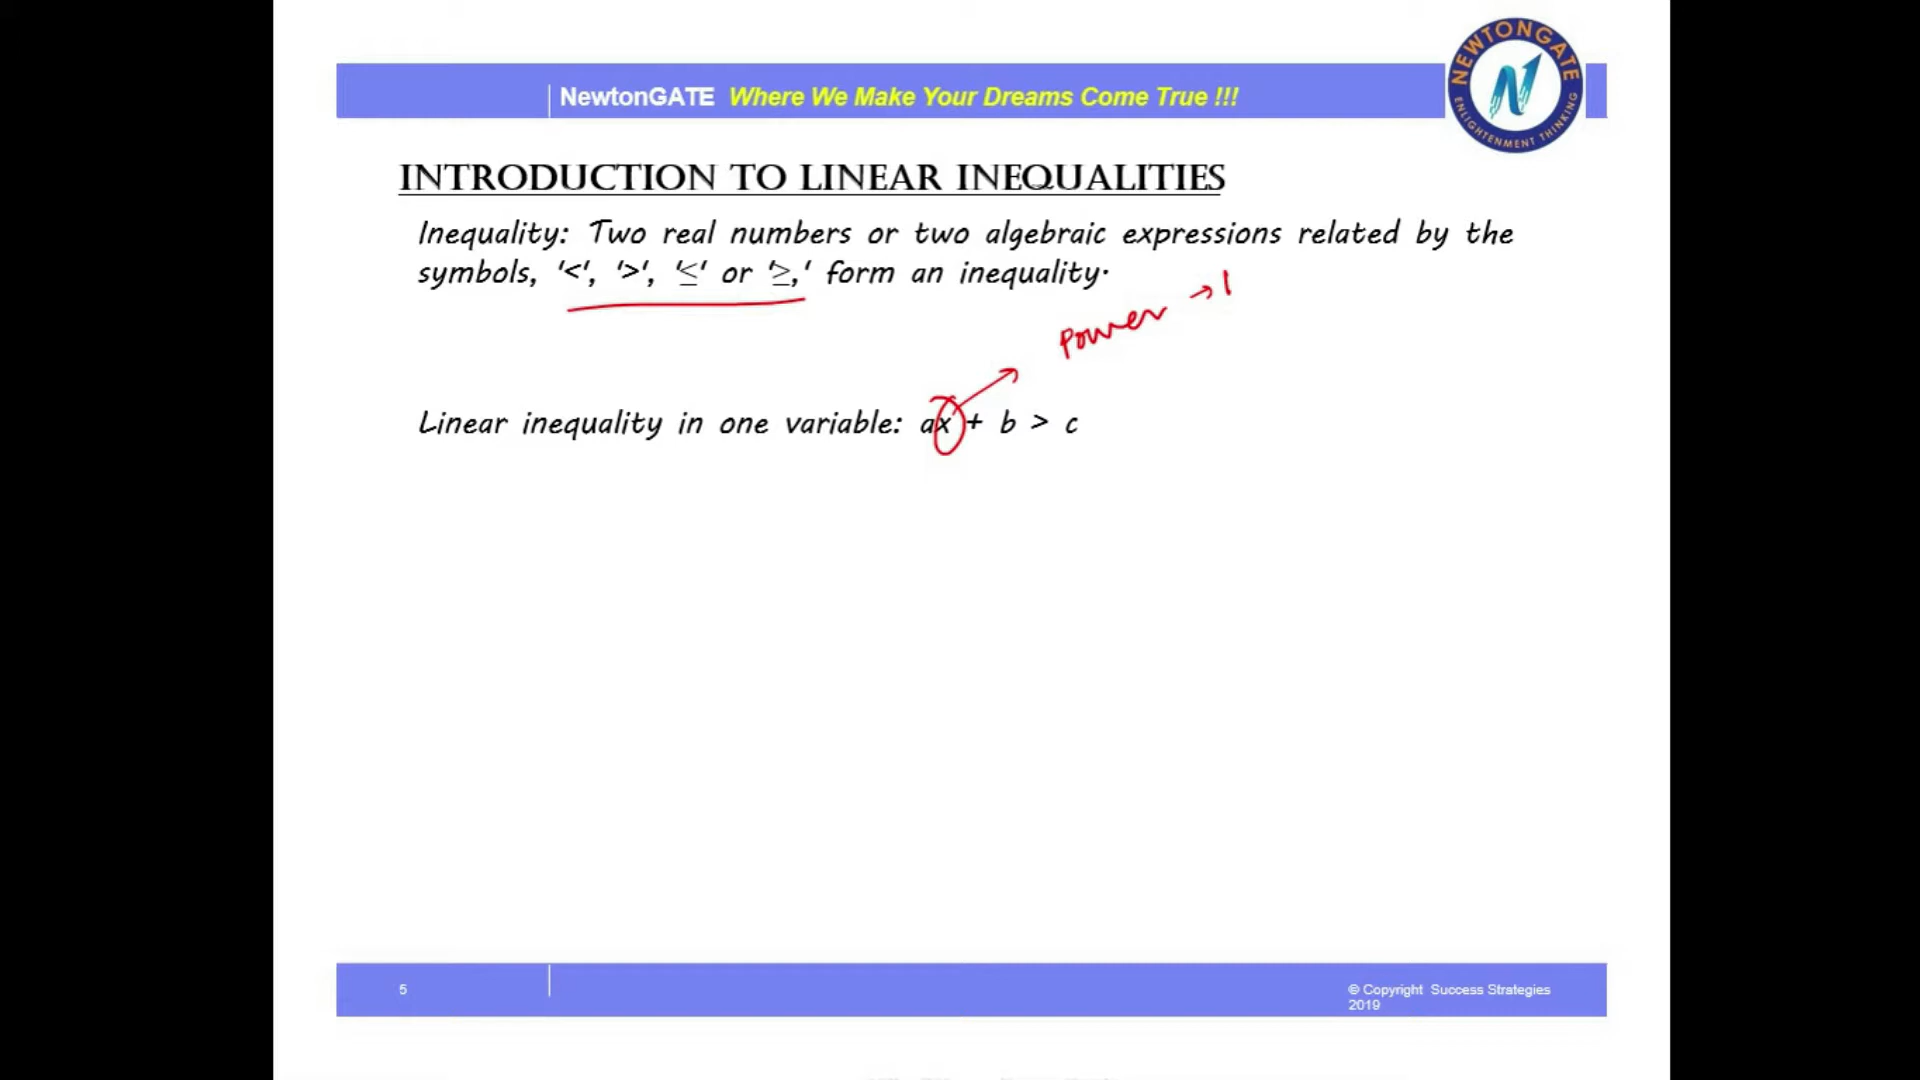 NEWTONGATE
ENLIGHTENMENT THINKING
NewtonGATE Where We Make Your Dreams Come True !!!
INTRODUCTION TO LINEAR INEQUALITIES
Inequality: Two real numbers or two algebraic expressions related by the
symbols, '<', '>', '≤' or '≥,' form an inequality·
Power → 1
Linear inequality in one variable: ax + b > c
5
© Copyright Success Strategies
2019